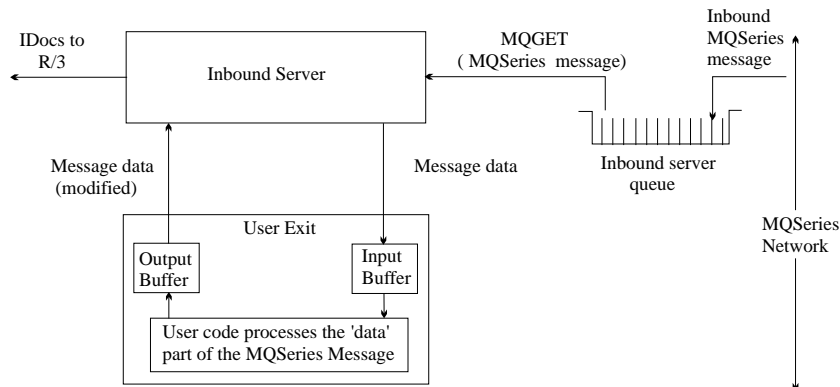 IDocs to
R/3
Inbound Server
MQGET
( MQSeries message)
Inbound
MQSeries
message
Inbound server
queue
Message data
(modified)
Message data
MQSeries
Network
User Exit
Output
Buffer
Input
Buffer
User code processes the 'data'
part of the MQSeries Message